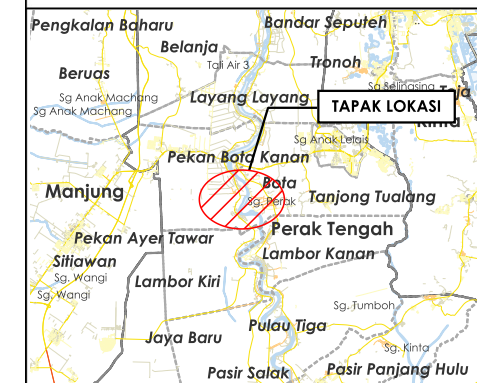 Pengkalan Baharu
Bandar Seputeh
Belanja
Tali Air 3
Tronoh
Beruas
Sg Selinsing
Sg Anak Machang
Layang Layang
Sg Anak Machang
TAPAK LOKASI
Kinta
Sg Anak Lelais
Pekan Bota Kanan
Manjung
Bota
Tanjong Tualang
Sg. Perak
Perak Tengah
Pekan Ayer Tawar
Lambor Kanan
Sitiawan
Sg. Wangi
Lambor Kiri
Sg. Wangi
Sg. Tumboh
Pulau Tiga
Jaya Baru
Sg. Kinta
Pasir Salak
Pasir Panjang Hulu